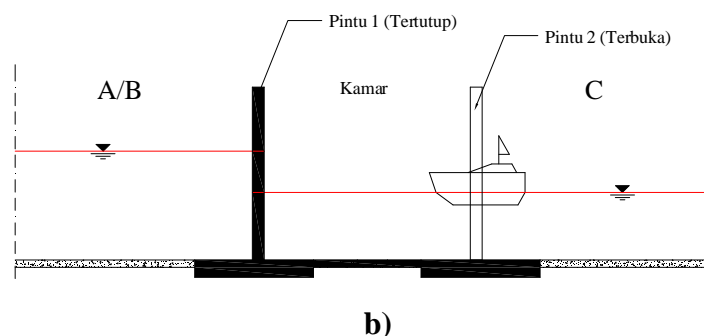 Pintu 1 (Tertutup)
Pintu 2 (Terbuka)
A/B
Kamar
C
b)